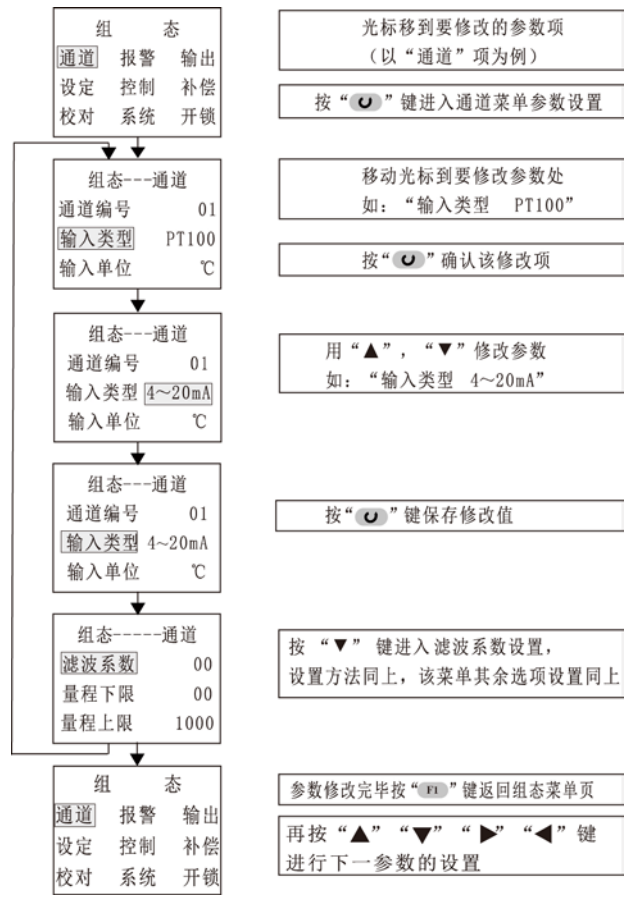 组 态
通道 报警 输出
设定 控制 补偿
校对 系统 开锁
光标移到要修改的参数项
（以“通道”项为例）
按“ ”键进入通道菜单参数设置
组态---通道
通道编号 01
输入类型 PT100
输入单位 ℃
移动光标到要修改参数处
如：“输入类型 PT100”
按“ ”确认该修改项
组态---通道
通道编号 01
输入类型 4～20mA
输入单位 ℃
用“▲”，“▼”修改参数
如：“输入类型 4～20mA”
组态---通道
通道编号 01
输入类型 4～20mA
输入单位 ℃
按“ ”键保存修改值
组态-----通道
滤波系数 00
量程下限 00
量程上限 1000
按 “▼” 键进入滤波系数设置，
设置方法同上，该菜单其余选项设置同上
组 态
通道 报警 输出
设定 控制 补偿
校对 系统 开锁
参数修改完毕按“F1”键返回组态菜单页
再按“▲” “▼” “▶” “◀”键
进行下一参数的设置